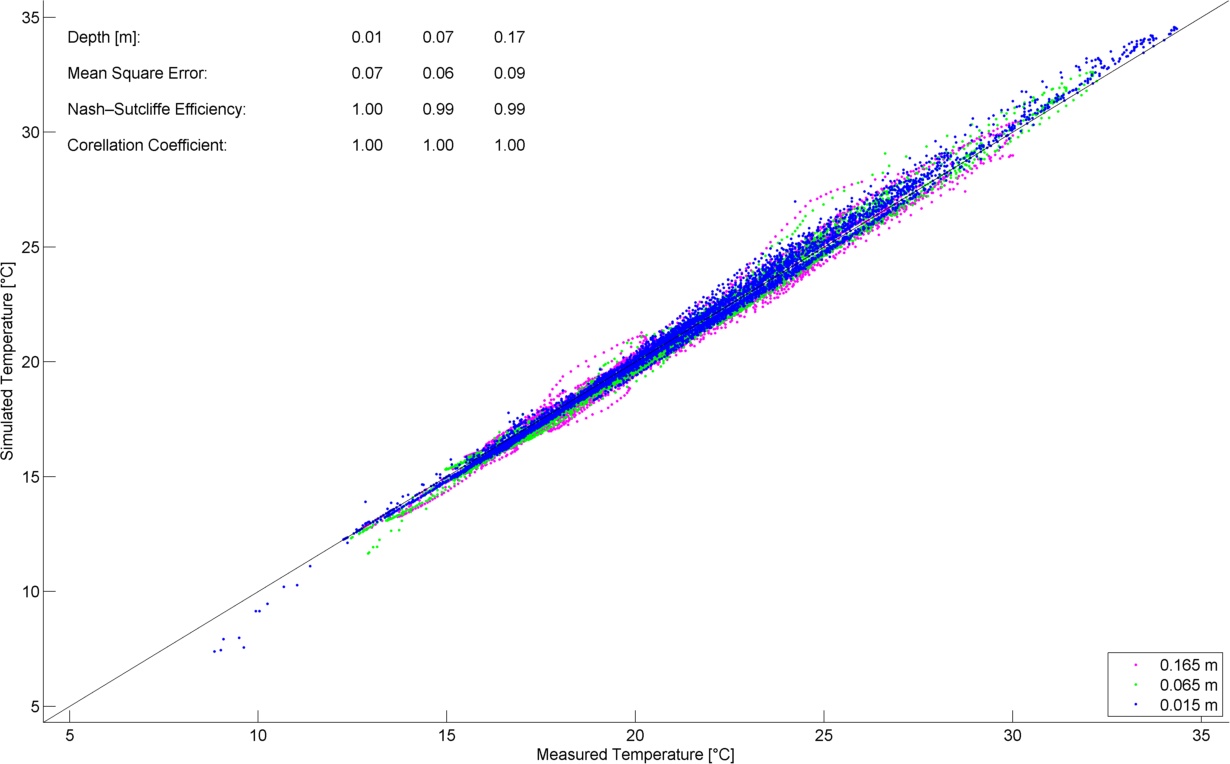 Depth [m]: 0.01 0.07 0.17
Mean Square Error: 0.07 0.06 0.09
Nash–Sutcliffe Efficiency: 1.00 0.99 0.99
Corellation Coefficient: 1.00 1.00 1.00
Simulated Temperature [°C]
35
30
25
20
15
10
5
0.165 m
0.065 m
0.015 m
5 10 15 20 25 30 35
Measured Temperature [°C]